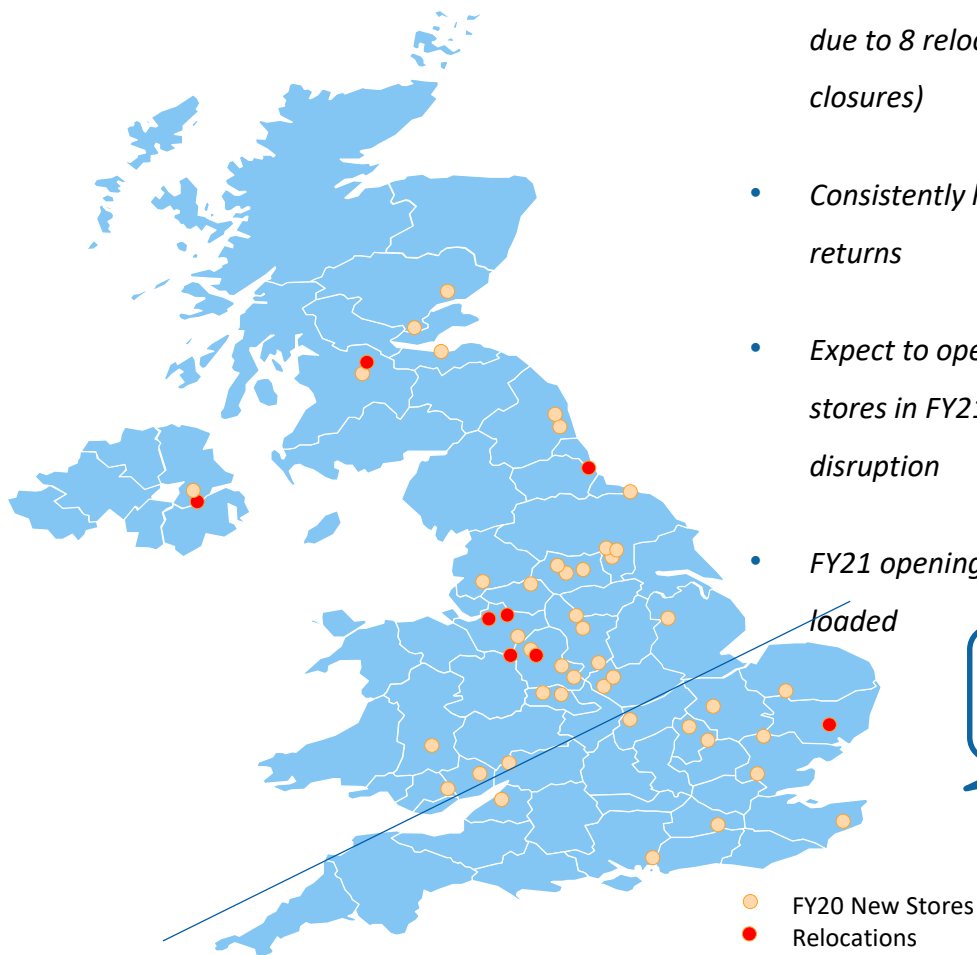 due to 8 reloc
closures)
• Consistently
returns
• Expect to ope
stores in FY21
disruption
• FY21 opening
loaded
FY20 New Stores
Relocations